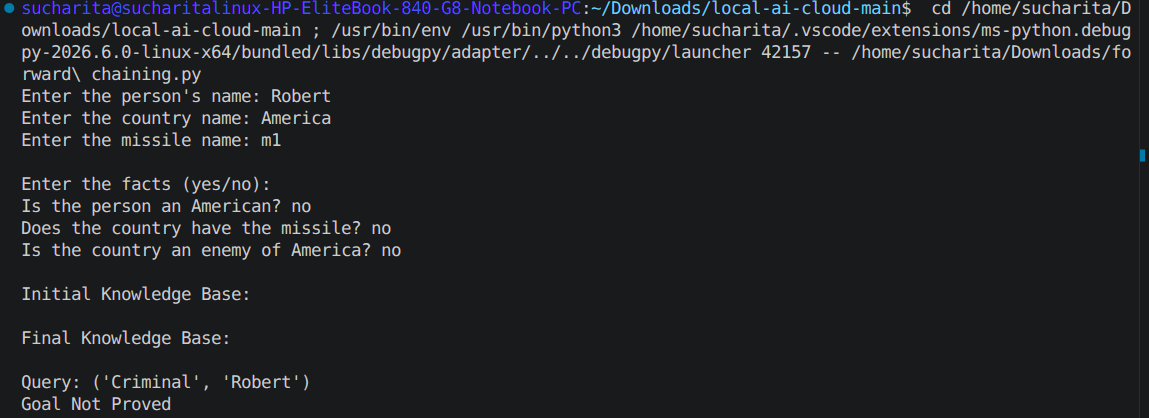 sucharita@sucharitalinux-HP-EliteBook-840-G8-Notebook-PC:~/Downloads/local-ai-cloud-main$  cd /home/sucharita/D
ownloads/local-ai-cloud-main ; /usr/bin/env /usr/bin/python3 /home/sucharita/.vscode/extensions/ms-python.debug
py-2026.6.0-linux-x64/bundled/libs/debugpy/adapter/../../debugpy/launcher 42157 -- /home/sucharita/Downloads/fo
rward\ chaining.py
Enter the person's name: Robert
Enter the country name: America
Enter the missile name: m1
Enter the facts (yes/no):
Is the person an American? no
Does the country have the missile? no
Is the country an enemy of America? no
Initial Knowledge Base:
Final Knowledge Base:
Query: ('Criminal', 'Robert')
Goal Not Proved